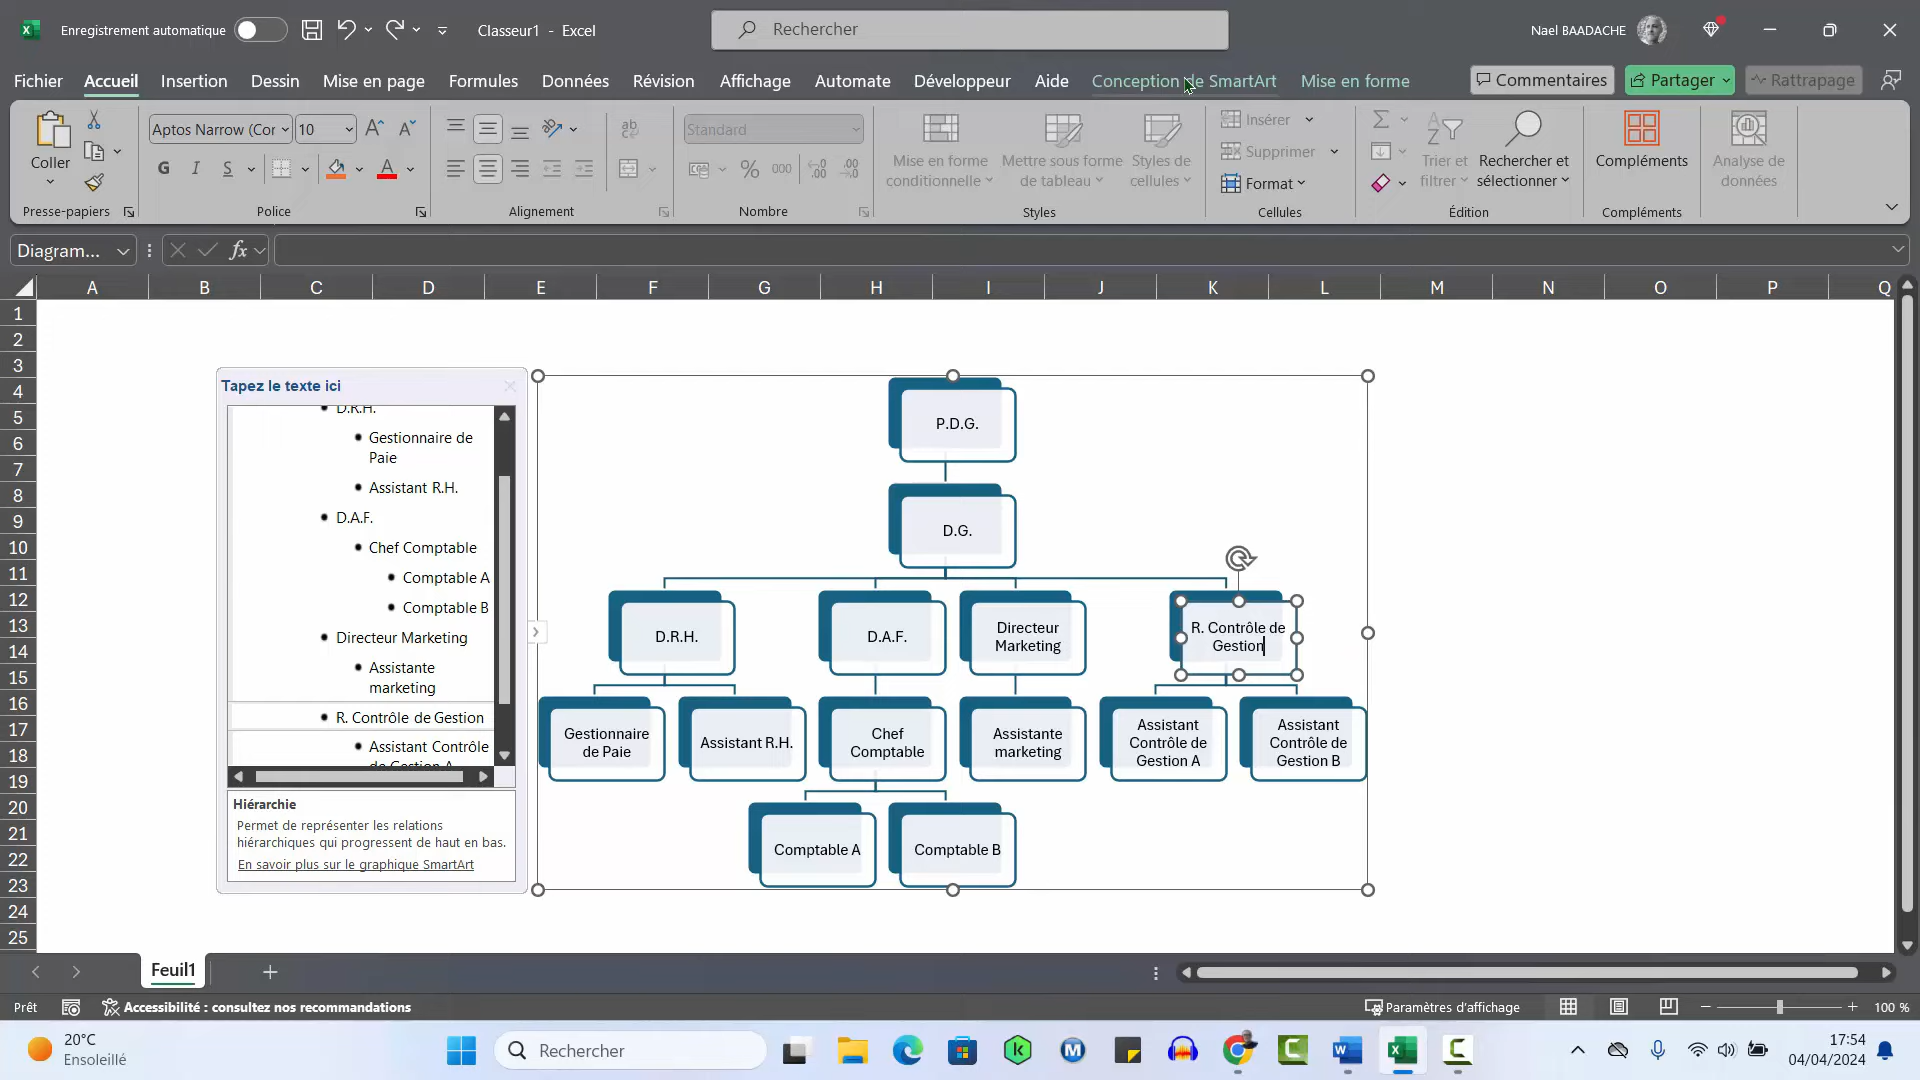 Enregistrement automatique
Classeur1 - Excel
Rechercher
Nael BAADACHE
Fichier Accueil Insertion Dessin Mise en page Formules Données Révision Affichage Automate Développeur Aide Conception de SmartArt Mise en forme
Commentaires
Partager
Rattrapage
Coller
Presse-papiers
Aptos Narrow (Cor
10
G I S
Police
ab
Alignement
Standard
% 000
Nombre
Mise en forme
conditionnelle
Mettre sous forme
de tableau
Styles de
cellules
Styles
Insérer
Supprimer
Format
Cellules
Trier et
filtrer
Rechercher et
sélectionner
Édition
Compléments
Compléments
Analyse de
données
Diagram...
fx
A B C D E F G H I J K L M N O P Q
1
2
3
4
5
6
7
8
9
10
11
12
13
14
15
16
17
18
19
20
21
22
23
24
25
Tapez le texte ici
D.R.H.
Gestionnaire de
Paie
Assistant R.H.
D.A.F.
Chef Comptable
Comptable A
Comptable B
Directeur Marketing
Assistante
marketing
R. Contrôle de Gestion
Assistant Contrôle
de Gestion A
Hiérarchie
Permet de représenter les relations
hiérarchiques qui progressent de haut en bas.
En savoir plus sur le graphique SmartArt
P.D.G.
D.G.
D.R.H.
D.A.F.
Directeur
Marketing
R. Contrôle de
Gestion
Gestionnaire
de Paie
Assistant R.H.
Chef
Comptable
Assistante
marketing
Assistant
Contrôle de
Gestion A
Assistant
Contrôle de
Gestion B
Comptable A
Comptable B
Feuil1
Prêt
Accessibilité : consultez nos recommandations
Paramètres d'affichage
100 %
20°C
Ensoleillé
Rechercher
17:54
04/04/2024